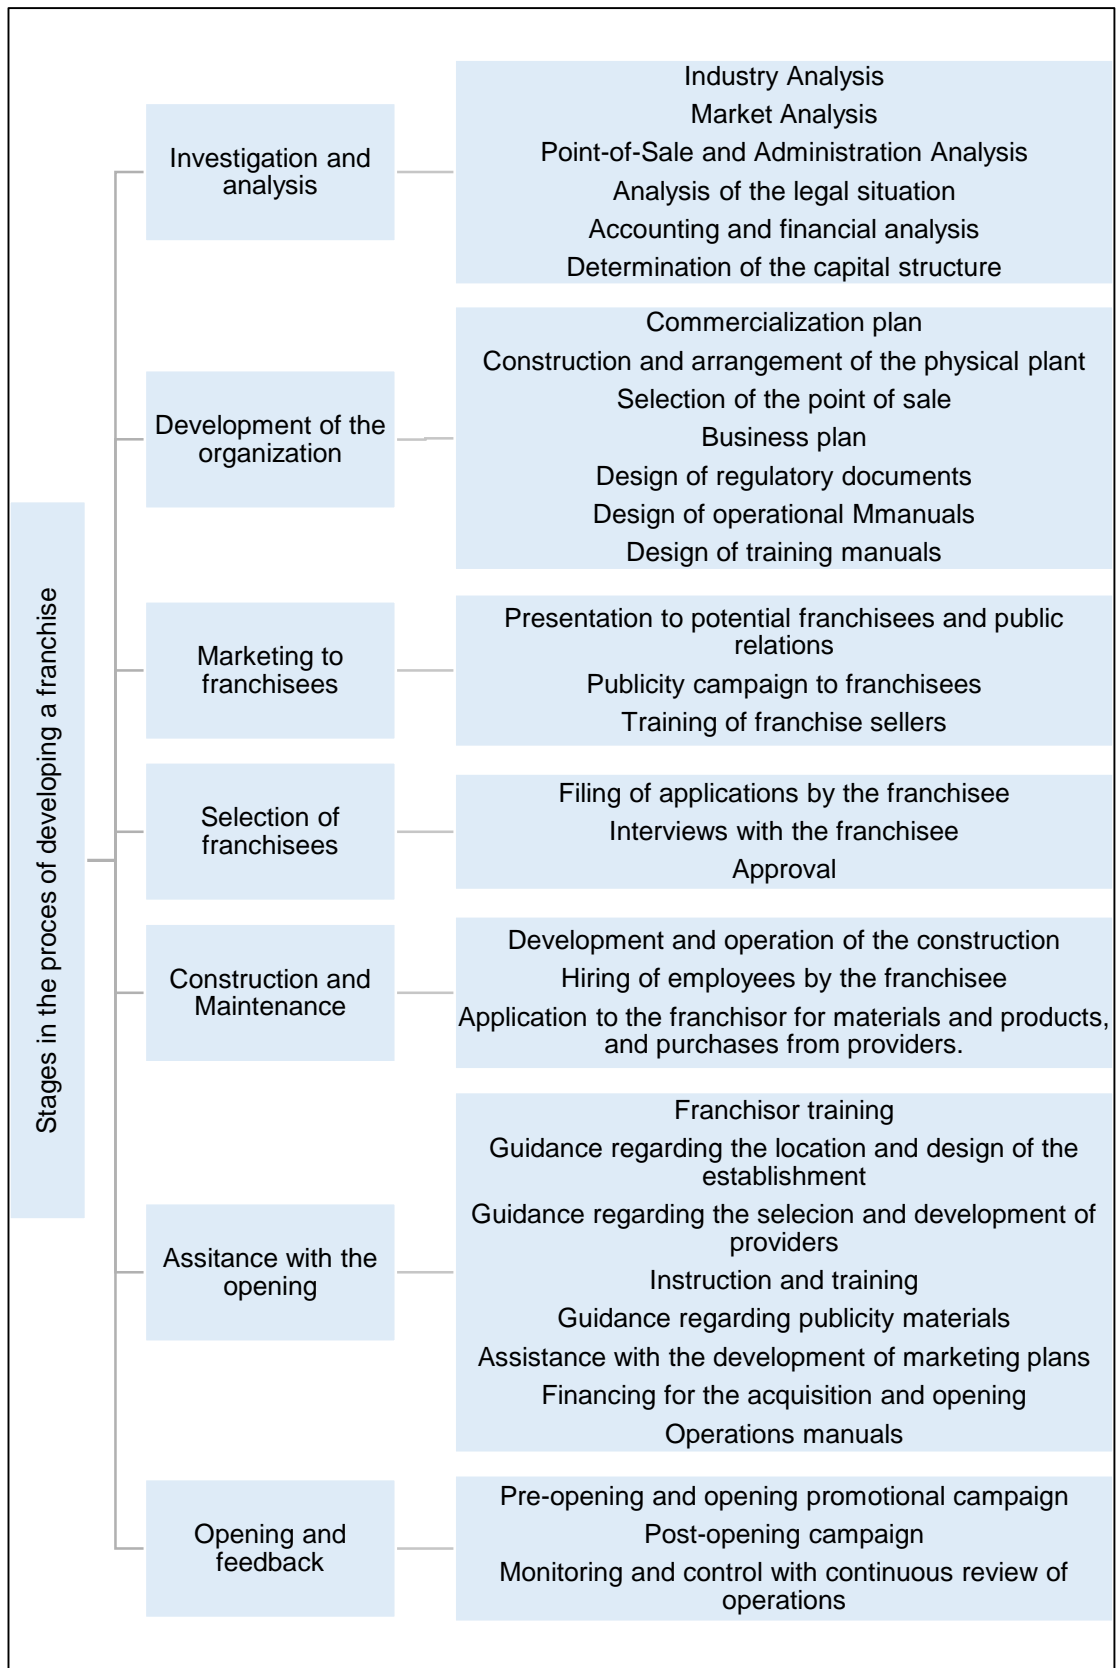 Stages in the proces of developing a franchise
Investigation and
analysis
Industry Analysis
Market Analysis
Point-of-Sale and Administration Analysis
Analysis of the legal situation
Accounting and financial analysis
Determination of the capital structure
Development of the
organization
Commercialization plan
Construction and arrangement of the physical plant
Selection of the point of sale
Business plan
Design of regulatory documents
Design of operational Mmanuals
Design of training manuals
Marketing to
franchisees
Presentation to potential franchisees and public
relations
Publicity campaign to franchisees
Training of franchise sellers
Selection of
franchisees
Filing of applications by the franchisee
Interviews with the franchisee
Approval
Construction and
Maintenance
Development and operation of the construction
Hiring of employees by the franchisee
Application to the franchisor for materials and products,
and purchases from providers.
Assitance with the
opening
Franchisor training
Guidance regarding the location and design of the
establishment
Guidance regarding the selecion and development of
providers
Instruction and training
Guidance regarding publicity materials
Assistance with the development of marketing plans
Financing for the acquisition and opening
Operations manuals
Opening and
feedback
Pre-opening and opening promotional campaign
Post-opening campaign
Monitoring and control with continuous review of
operations